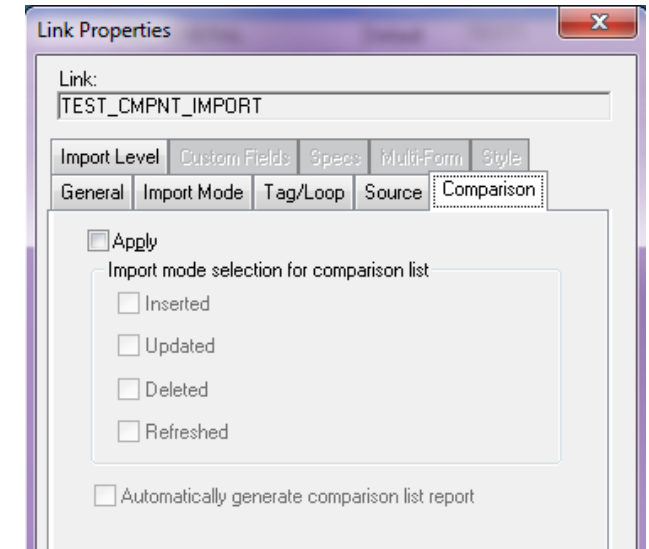 Link Properties
Link:
TEST_CMPNT_IMPORT
Import Level Custom Fields Specs Multi-Form Style
General Import Mode Tag/Loop Source Comparison
Apply
Import mode selection for comparison list
Inserted
Updated
Deleted
Refreshed
Automatically generate comparison list report